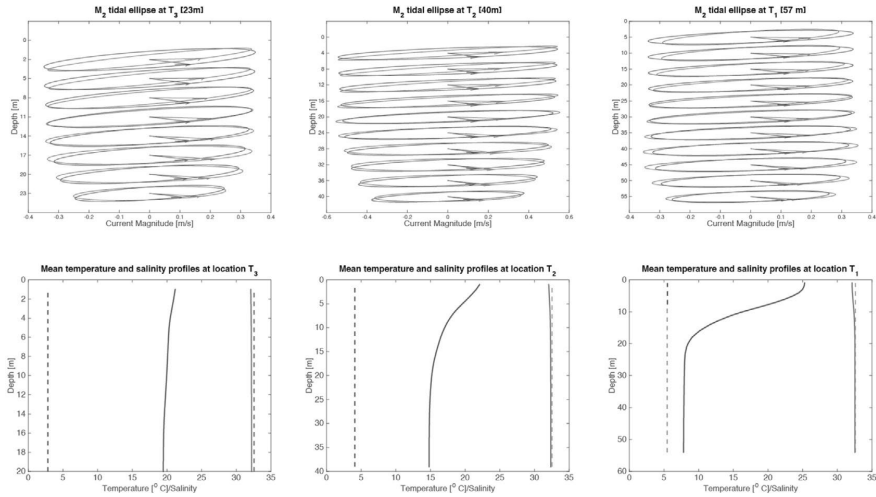 M2 tidal ellipse at T3 [23m]
M2 tidal ellipse at T2 [40m]
M2 tidal ellipse at T1 [57 m]
Depth [m]
0
2
5
8
11
14
17
20
23
-0.4 -0.3 -0.2 -0.1 0 0.1 0.2 0.3 0.4
Current Magnitude [m/s]
Depth [m]
0
4
8
12
16
20
24
28
32
36
40
-0.6 -0.4 -0.2 0 0.2 0.4 0.6
Current Magnitude [m/s]
Depth [m]
0
5
10
15
20
25
30
35
40
45
50
55
-0.4 -0.2 0 0.2 0.4
Current Magnitude [m/s]
Mean temperature and salinity profiles at location T3
Mean temperature and salinity profiles at location T2
Mean temperature and salinity profiles at location T1
Depth [m]
0
2
4
6
8
10
12
14
16
18
20
0 5 10 15 20 25 30 35
Temperature [° C]/Salinity
Depth [m]
0
5
10
15
20
25
30
35
40
0 5 10 15 20 25 30 35
Temperature [° C]/Salinity
Depth [m]
0
10
20
30
40
50
60
0 5 10 15 20 25 30 35
Temperature [° C]/Salinity